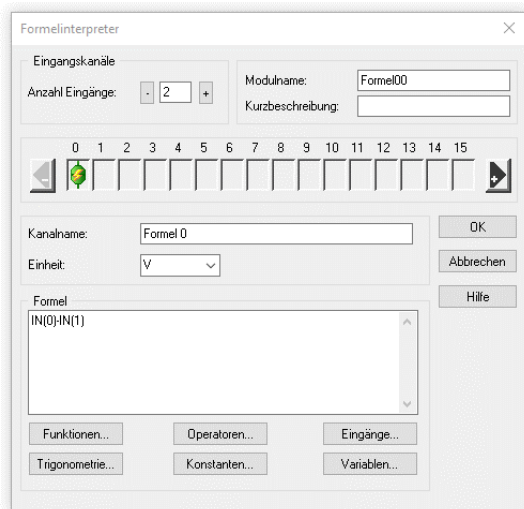 Formelinterpreter
Eingangskanäle
Anzahl Eingänge: - 2 +
Modulname: Formel00
Kurzbeschreibung:
0 1 2 3 4 5 6 7 8 9 10 11 12 13 14 15
Kanalname: Formel 0
Einheit: V
OK
Abbrechen
Hilfe
Formel
IN(0)-IN(1)
Funktionen... Operatoren... Eingänge...
Trigonometrie... Konstanten... Variablen...